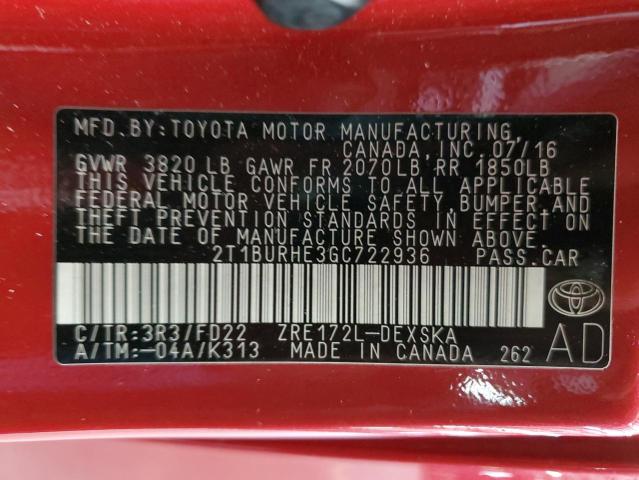 MFD. BY: TOYOTA MOTOR MANUFACTURING
CANADA, INC. 07/16
GVWR 3820 LB GAWR FR 2070LB RR 1850LB
THIS VEHICLE CONFORMS TO ALL APPLICABLE
FEDERAL MOTOR VEHICLE SAFETY, BUMPER, AND
THEFT PREVENTION STANDARDS IN EFFECT ON
THE DATE OF MANUFACTURE SHOWN ABOVE.
2T1BURHE3GC722936 PASS.CAR
C/TR:3R3/FD22 ZRE172L-DEXSKA
A/TM:-04A/K313 MADE IN CANADA 262 AD